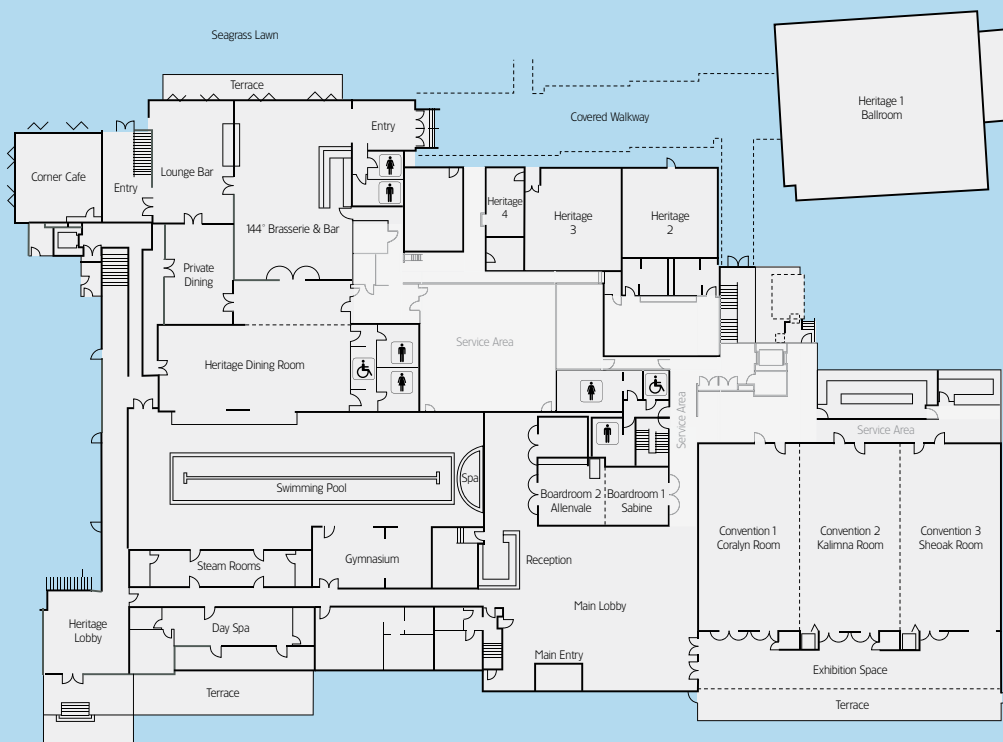 Seagrass Lawn
Terrace
Heritage 1
Ballroom
Covered Walkway
Entry
Corner Cafe
Entry
Lounge Bar
Heritage
4
Heritage
3
Heritage
2
144° Brasserie & Bar
Private
Dining
Service Area
Heritage Dining Room
Service Area
Service Area
Swimming Pool
Spa
Boardroom 2
Allenvale
Boardroom 1
Sabine
Convention 1
Coralyn Room
Convention 2
Kalimna Room
Convention 3
Sheoak Room
Steam Rooms
Gymnasium
Reception
Main Lobby
Heritage
Lobby
Day Spa
Main Entry
Exhibition Space
Terrace
Terrace